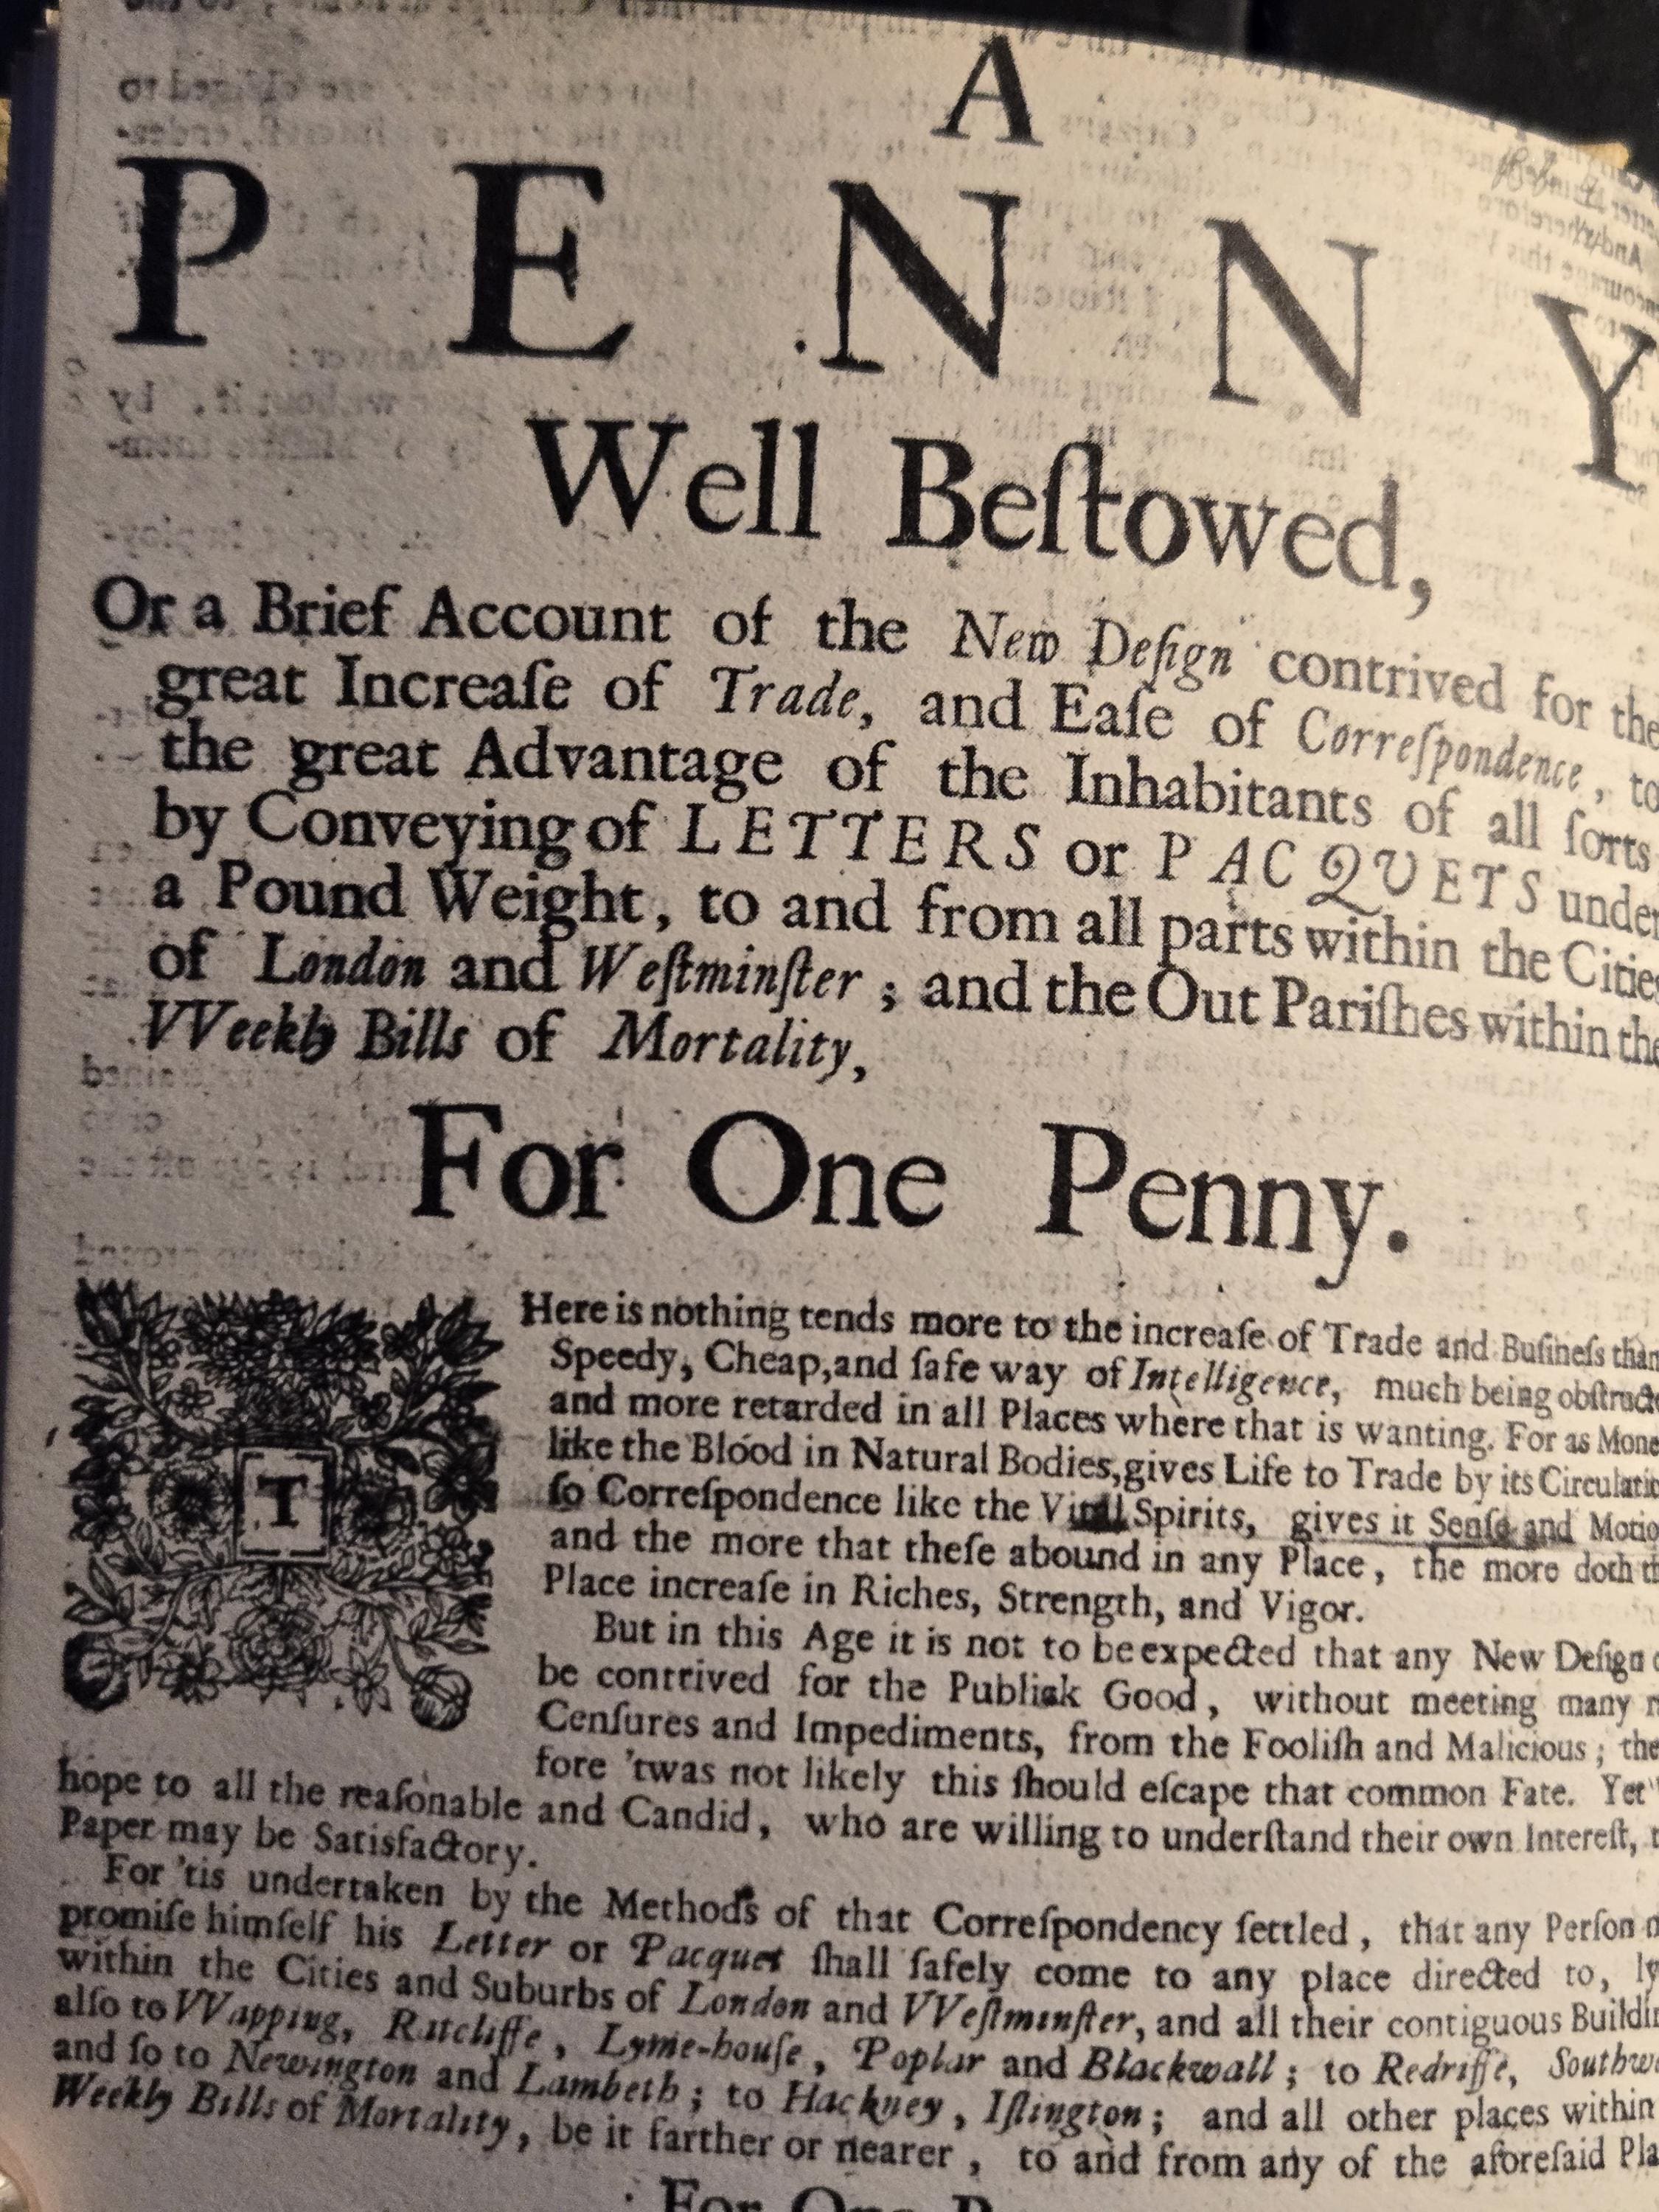 A
PENNY
Well Beſtowed,
Or a Brief Account of the New Deſign contrived for the
great Increaſe of Trade, and Eaſe of Correſpondence, to
the great Advantage of the Inhabitants of all ſorts
by Conveying of LETTERS or PACQUETS under
a Pound Weight, to and from all parts within the Cities
of London and Weſtminſter; and the Out Pariſhes within the
VVeekly Bills of Mortality,
For One Penny.
T
Here is nothing tends more to the increaſe of Trade and Buſineſs than
Speedy, Cheap, and ſafe way of Intelligence, much being obſtructe
and more retarded in all Places where that is wanting. For as Mone
like the Blood in Natural Bodies, gives Life to Trade by its Circulatio
ſo Correſpondence like the Vitall Spirits, gives it Senſe and Motio
and the more that theſe abound in any Place, the more doth th
Place increaſe in Riches, Strength, and Vigor.
But in this Age it is not to be expected that any New Deſign c
be contrived for the Publick Good, without meeting many r
Cenſures and Impediments, from the Fooliſh and Malicious; the
fore 'twas not likely this ſhould eſcape that common Fate. Yet
hope to all the reaſonable and Candid, who are willing to underſtand their own Intereſt, t
Paper may be Satisfactory.
For 'tis undertaken by the Methods of that Correſpondency ſettled, that any Perſon
promiſe himſelf his Letter or Pacquet ſhall ſafely come to any place directed to, ly
within the Cities and Suburbs of London and VVeſtminſter, and all their contiguous Buildin
alſo to VVapping, Ratcliffe, Lyme-houſe, Poplar and Blackwall; to Redriffe, Southw
and ſo to Newington and Lambeth; to Hackney, Iſlington; and all other places within
Weekly Bills of Mortality, be it farther or nearer, to and from any of the aforeſaid Pla
For One P